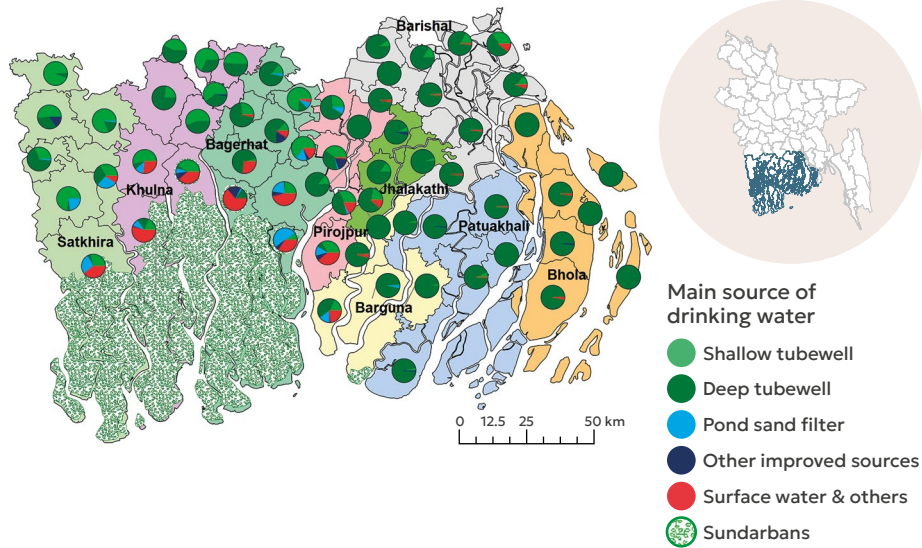 Barishal
Bagerhat
Khulna
Jhalakathi
Satkhira
Pirojpur
Patuakhali
Bhola
Barguna
0 12.5 25 50 km
Main source of
drinking water
Shallow tubewell
Deep tubewell
Pond sand filter
Other improved sources
Surface water & others
Sundarbans